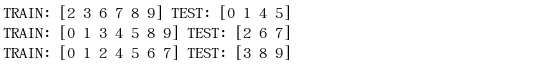 TRAIN: [2 3 6 7 8 9] TEST: [0 1 4 5]
TRAIN: [0 1 3 4 5 8 9] TEST: [2 6 7]
TRAIN: [0 1 2 4 5 6 7] TEST: [3 8 9]